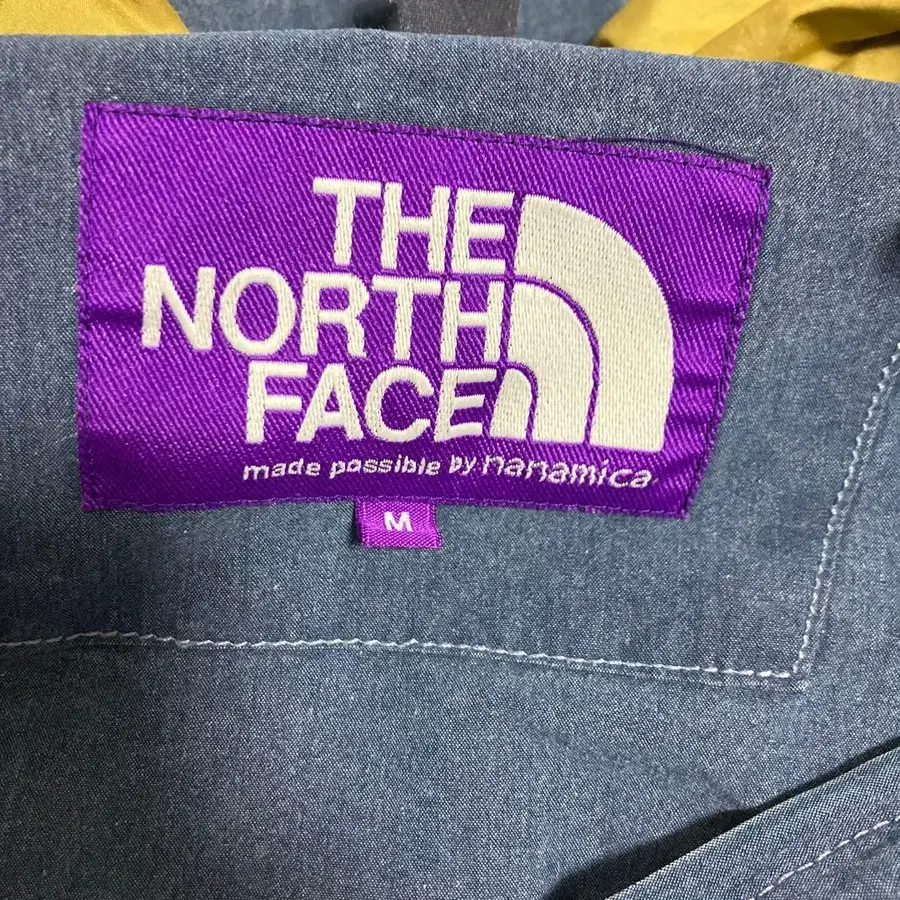 THE
NORTH
FACE
made possible by nanamica
M